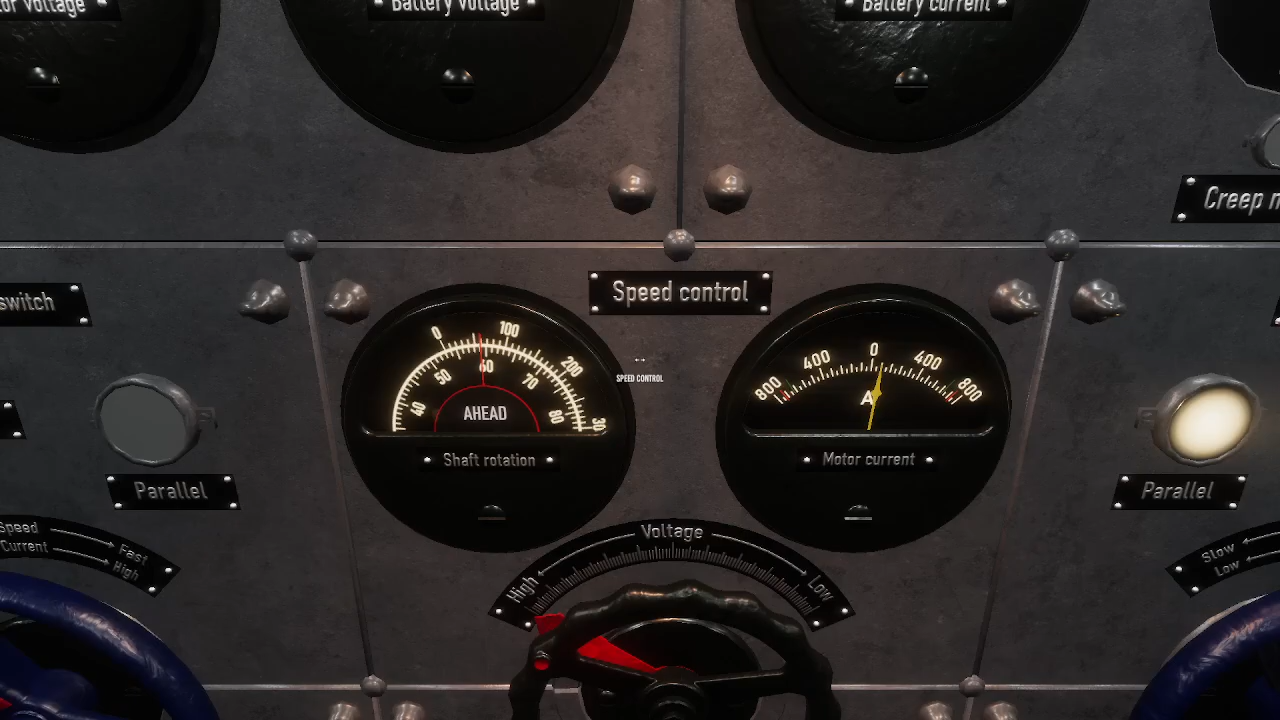 or voltage
Battery voltage
Battery current
Creep m
switch
Speed control
0
100
200
30
40
50
60
70
80
AHEAD
Shaft rotation
SPEED CONTROL
800
400
0
400
800
A
Motor current
Parallel
Parallel
Speed
Current
Fast
High
Voltage
High
Low
Slow
Low